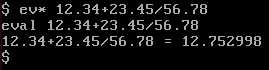 $ ev* 12.34+23.45/56.78
eval 12.34+23.45/56.78
12.34+23.45/56.78 = 12.752998
$